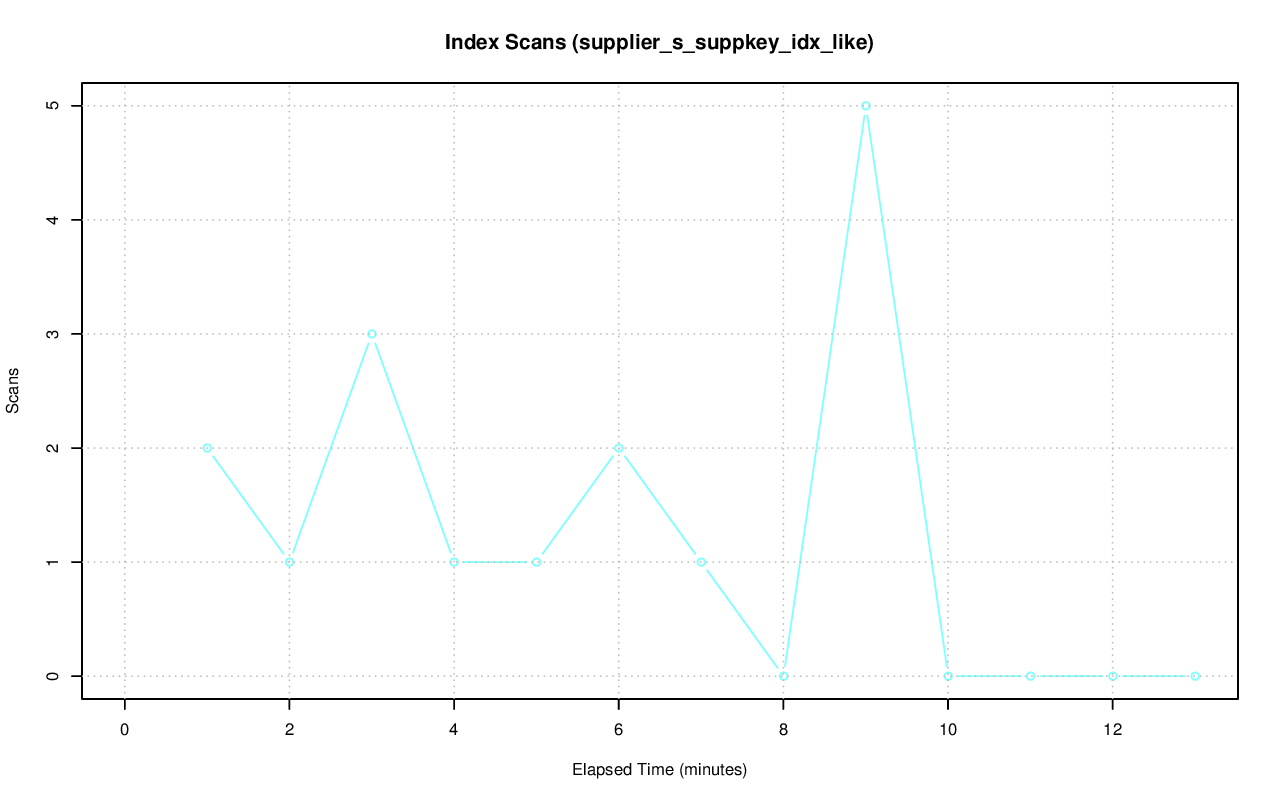 Index Scans (supplier_s_suppkey_idx_like)
5
4
3
2
1
0
Scans
0 2 4 6 8 10 12
Elapsed Time (minutes)